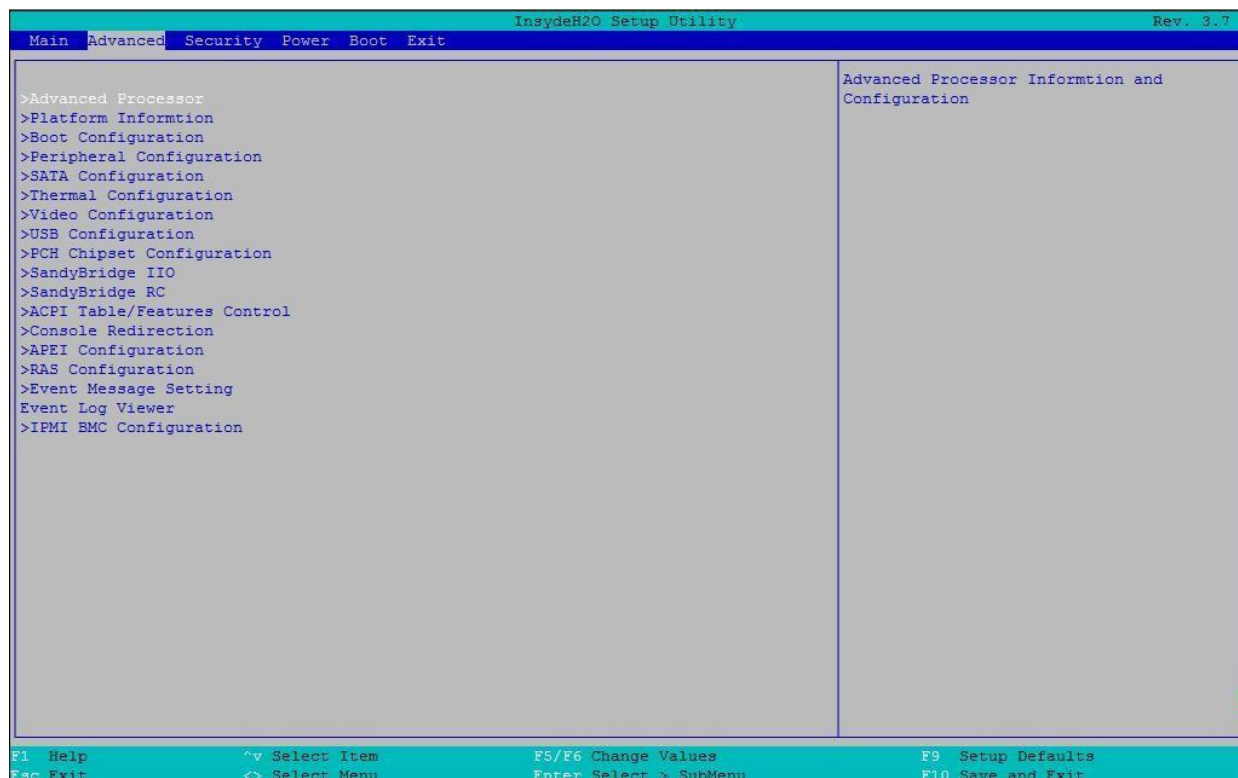 InsydeH2O Setup Utility Rev. 3.7
Main Advanced Security Power Boot Exit
>Advanced Processor
>Platform Informtion
>Boot Configuration
>Peripheral Configuration
>SATA Configuration
>Thermal Configuration
>Video Configuration
>USB Configuration
>PCH Chipset Configuration
>SandyBridge IIO
>SandyBridge RC
>ACPI Table/Features Control
>Console Redirection
>APEI Configuration
>RAS Configuration
>Event Message Setting
Event Log Viewer
>IPMI BMC Configuration
Advanced Processor Informtion and
Configuration
F1 Help ^v Select Item F5/F6 Change Values F9 Setup Defaults
Esc Exit <> Select Menu Enter Select > SubMenu F10 Save and Exit